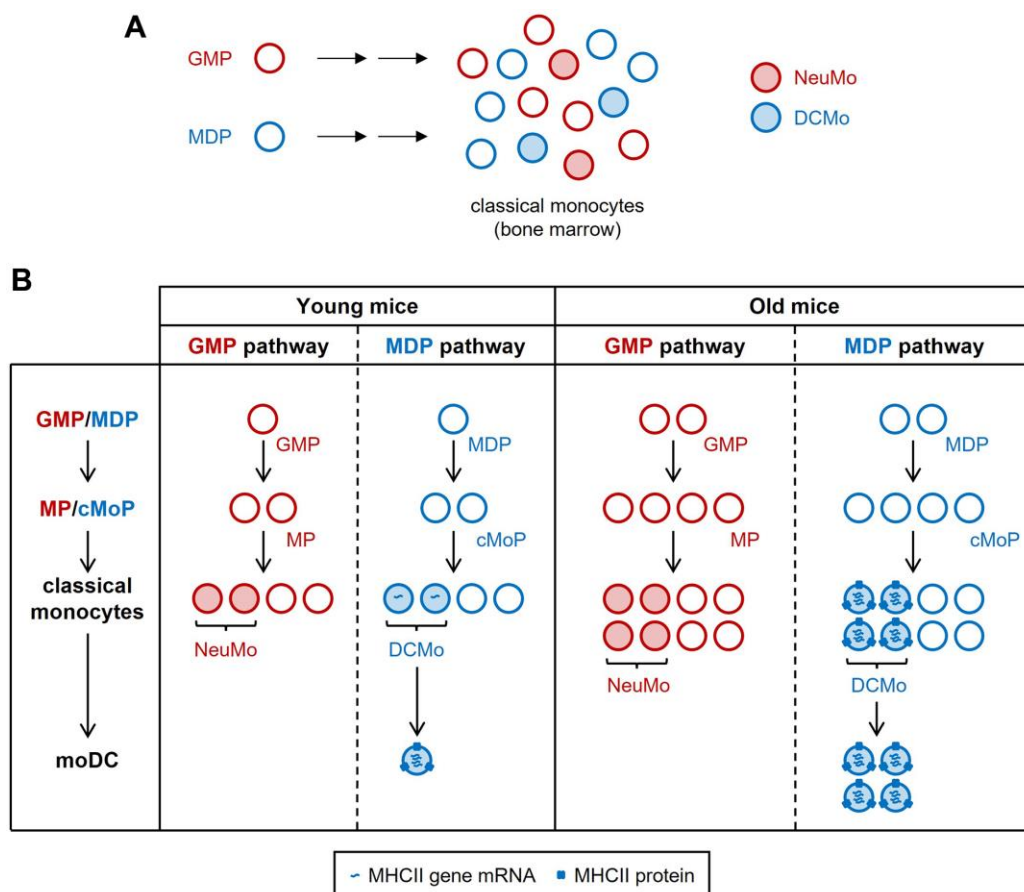 A
GMP
MDP
NeuMo
DCMo
classical monocytes
(bone marrow)
B
Young mice
Old mice
GMP pathway
MDP pathway
GMP pathway
MDP pathway
GMP/MDP
GMP
MDP
GMP
MDP
MP/cMoP
MP
cMoP
MP
cMoP
classical
monocytes
NeuMo
DCMo
NeuMo
DCMo
moDC
MHCII gene mRNA
MHCII protein